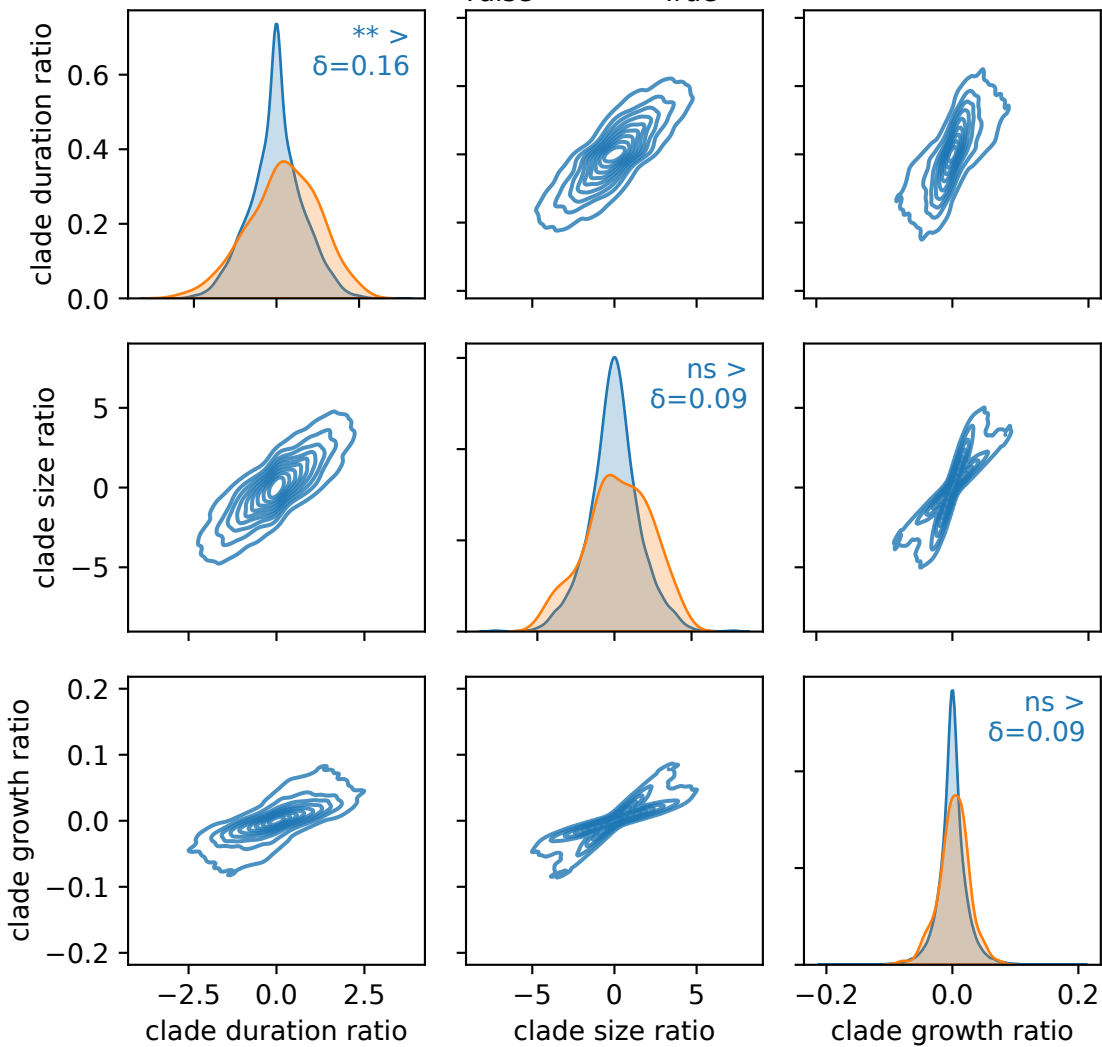 clade duration ratio
0.6
0.4
0.2
0.0
** >
δ=0.16
clade duration ratio
clade size ratio
5
0
−5
ns >
δ=0.09
clade growth ratio
0.2
0.1
0.0
−0.1
−0.2
ns >
δ=0.09
−2.5 0.0 2.5
−5 0 5
−0.2 0.0 0.2
clade duration ratio
clade size ratio
clade growth ratio